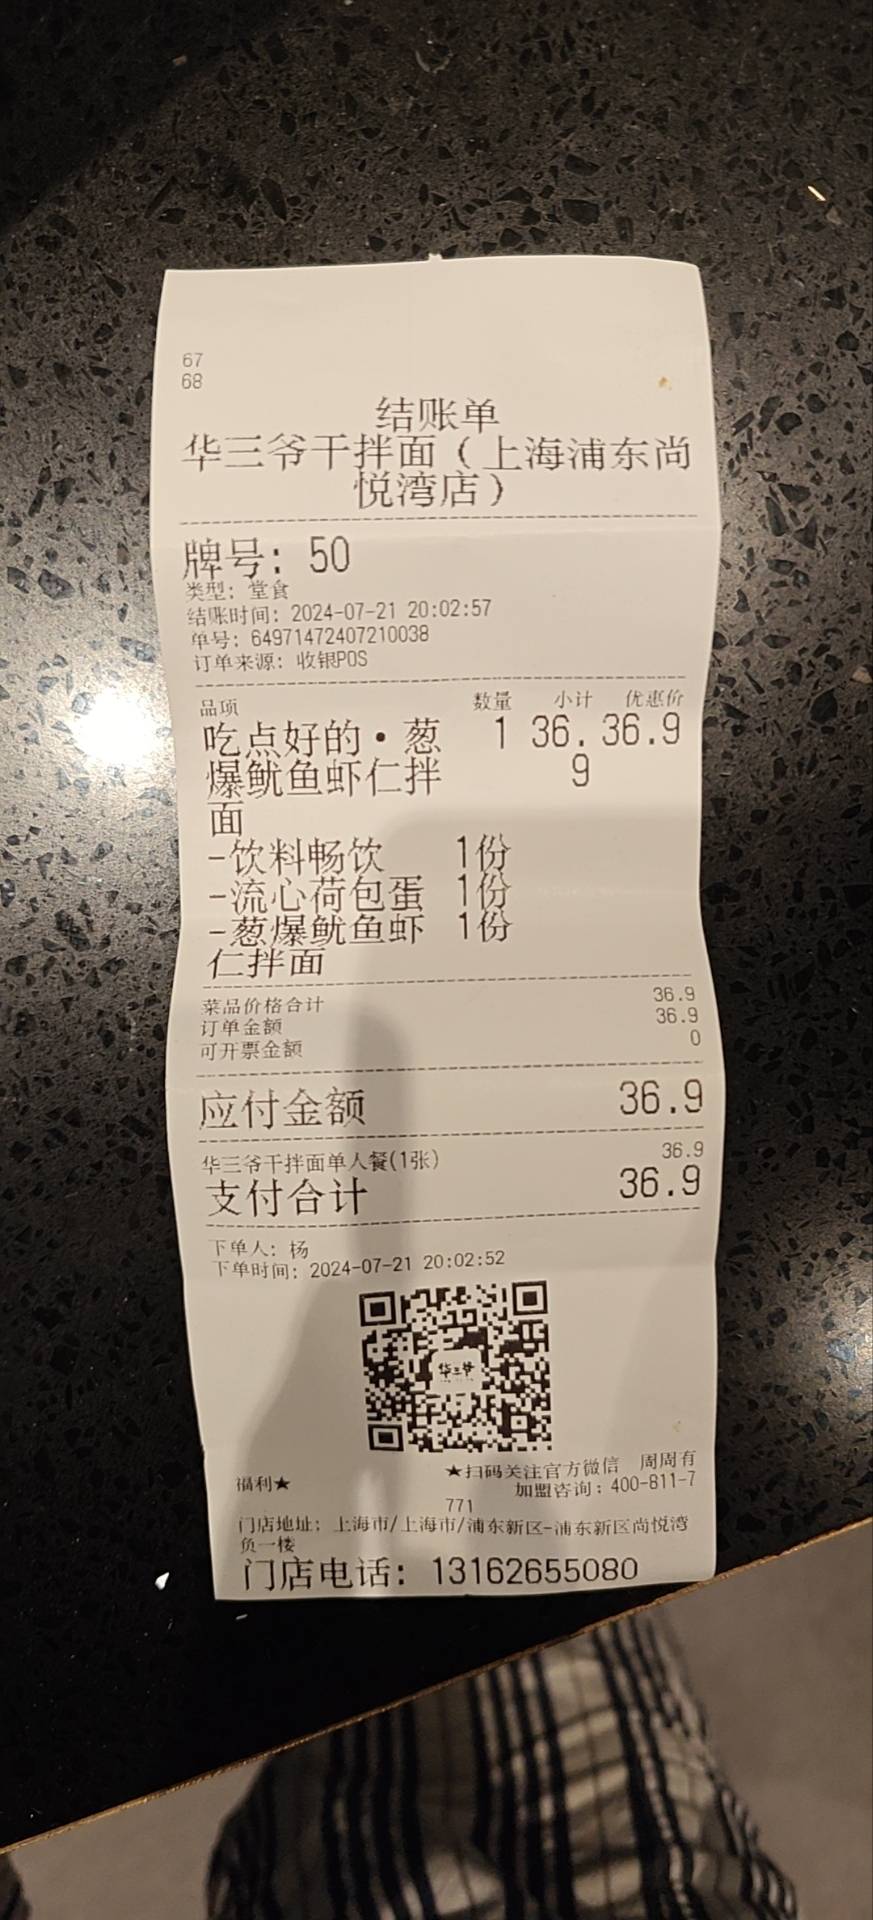 67
68
结账单
华三爷干拌面（上海浦东尚
悦湾店）
牌号: 50
类型: 堂食
结账时间: 2024-07-21 20:02:57
单号: 64971472407210038
订单来源: 收银POS
品项 数量 小计 优惠价
吃点好的·葱 1 36. 36.9
爆鱿鱼虾仁拌 9
面
-饮料畅饮 1份
-流心荷包蛋 1份
-葱爆鱿鱼虾 1份
仁拌面
菜品价格合计 36.9
订单金额 36.9
可开票金额 0
应付金额 36.9
华三爷干拌面单人餐(1张) 36.9
支付合计 36.9
下单人: 杨
下单时间: 2024-07-21 20:02:52
华三爷
★扫码关注官方微信 周周有
福利★ 加盟咨询: 400-811-7
771
门店地址: 上海市/上海市/浦东新区-浦东新区尚悦湾
负一楼
门店电话: 13162655080